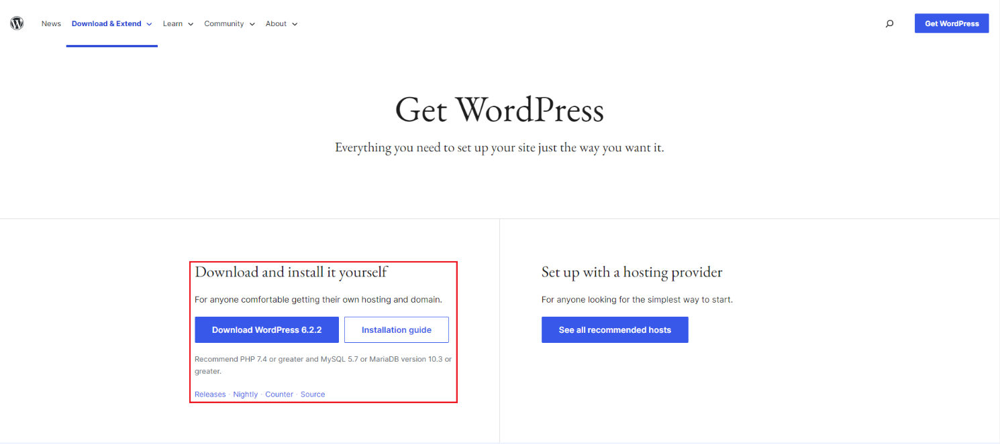 News Download & Extend Learn Community About Get WordPress
Get WordPress
Everything you need to set up your site just the way you want it.
Download and install it yourself
For anyone comfortable getting their own hosting and domain.
Download WordPress 6.2.2 Installation guide
Recommend PHP 7.4 or greater and MySQL 5.7 or MariaDB version 10.3 or
greater.
Releases · Nightly · Counter · Source
Set up with a hosting provider
For anyone looking for the simplest way to start.
See all recommended hosts